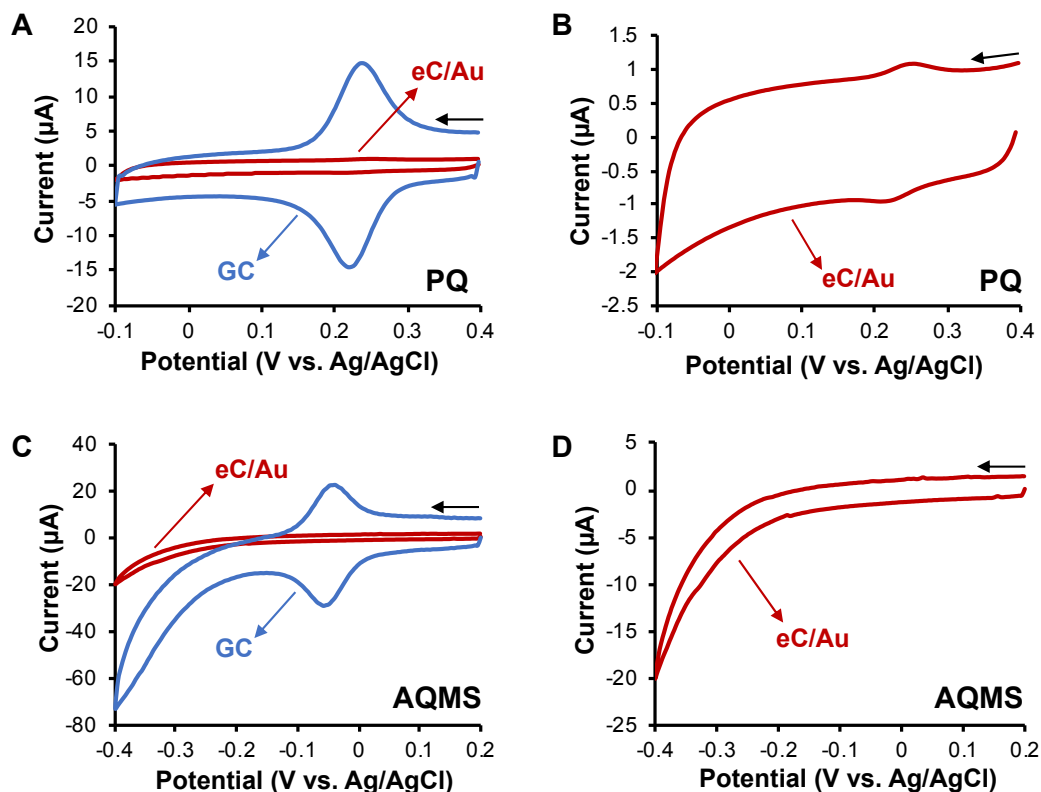 A
Current (µA)
20
15
10
5
0
-5
-10
-15
-20
eC/Au
GC
PQ
-0.1
0
0.1
0.2
0.3
0.4
Potential (V vs. Ag/AgCl)
B
Current (µA)
1.5
1
0.5
0
-0.5
-1
-1.5
-2
-2.5
eC/Au
PQ
-0.1
0
0.1
0.2
0.3
0.4
Potential (V vs. Ag/AgCl)
C
Current (µA)
40
20
0
-20
-40
-60
-80
eC/Au
GC
AQMS
-0.4
-0.3
-0.2
-0.1
0
0.1
0.2
Potential (V vs. Ag/AgCl)
D
Current (µA)
5
0
-5
-10
-15
-20
-25
eC/Au
AQMS
-0.4
-0.3
-0.2
-0.1
0
0.1
0.2
Potential (V vs. Ag/AgCl)